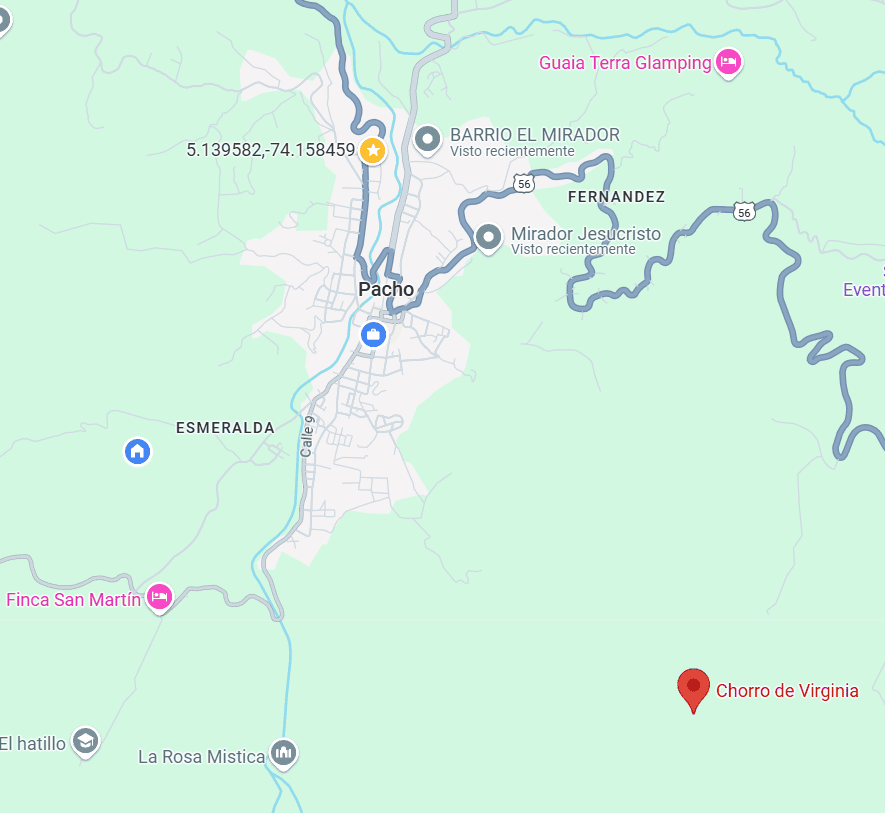 Guaia Terra Glamping
BARRIO EL MIRADOR
Visto recientemente
5.139582,-74.158459
56
FERNANDEZ
56
Mirador Jesucristo
Visto recientemente
S
Event
Pacho
Calle 9
ESMERALDA
Finca San Martín
Chorro de Virginia
El hatillo
La Rosa Mistica